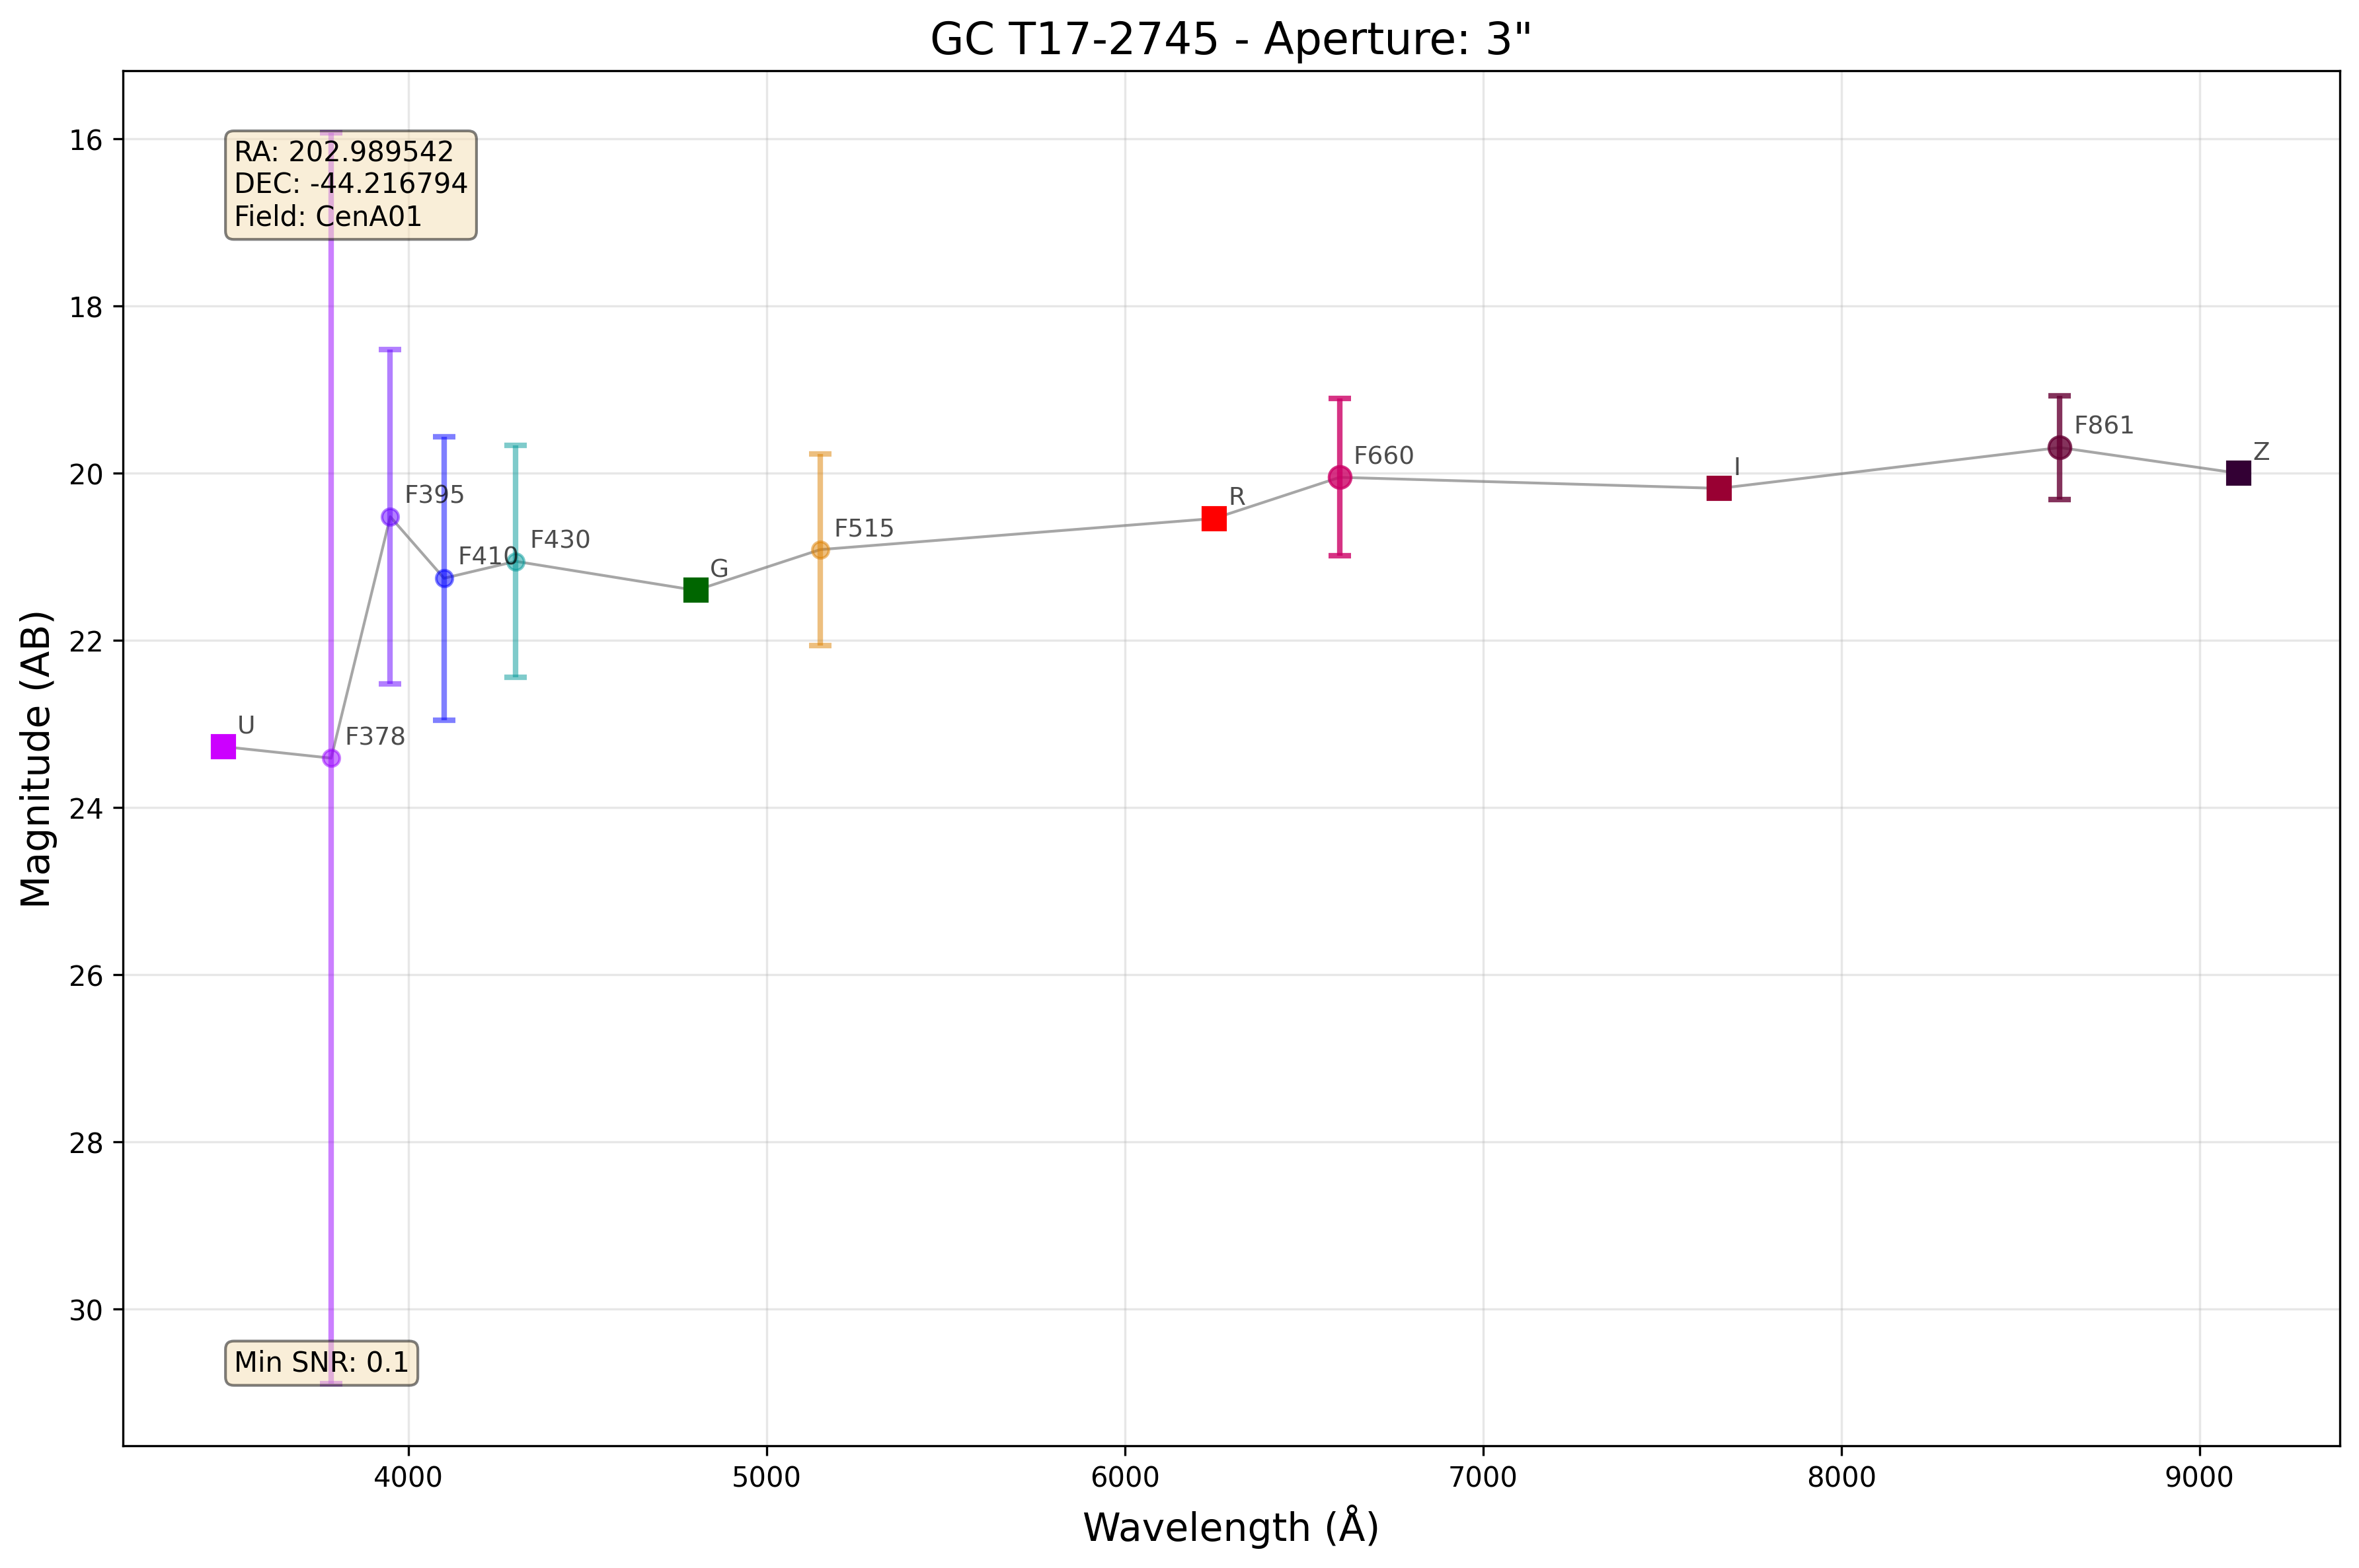 GC T17-2745 - Aperture: 3"
RA: 202.989542
DEC: -44.216794
Field: CenA01
16
18
20
22
24
26
28
30
Magnitude (AB)
U
F378
F395
F410
F430
G
F515
R
F660
I
F861
Z
Min SNR: 0.1
4000
5000
6000
7000
8000
9000
Wavelength (Å)